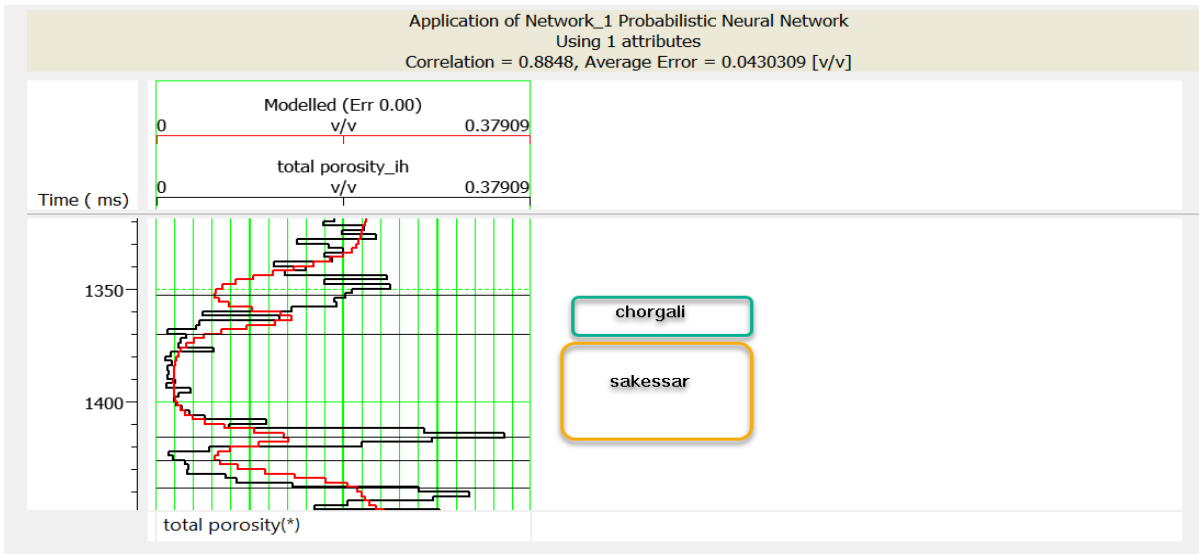 Application of Network_1 Probabilistic Neural Network
Using 1 attributes
Correlation = 0.8848, Average Error = 0.0430309 [v/v]
Modelled (Err 0.00)
0 v/v 0.37909
total porosity_ih
0 v/v 0.37909
Time ( ms)
1350
chorgali
sakessar
1400
total porosity(*)